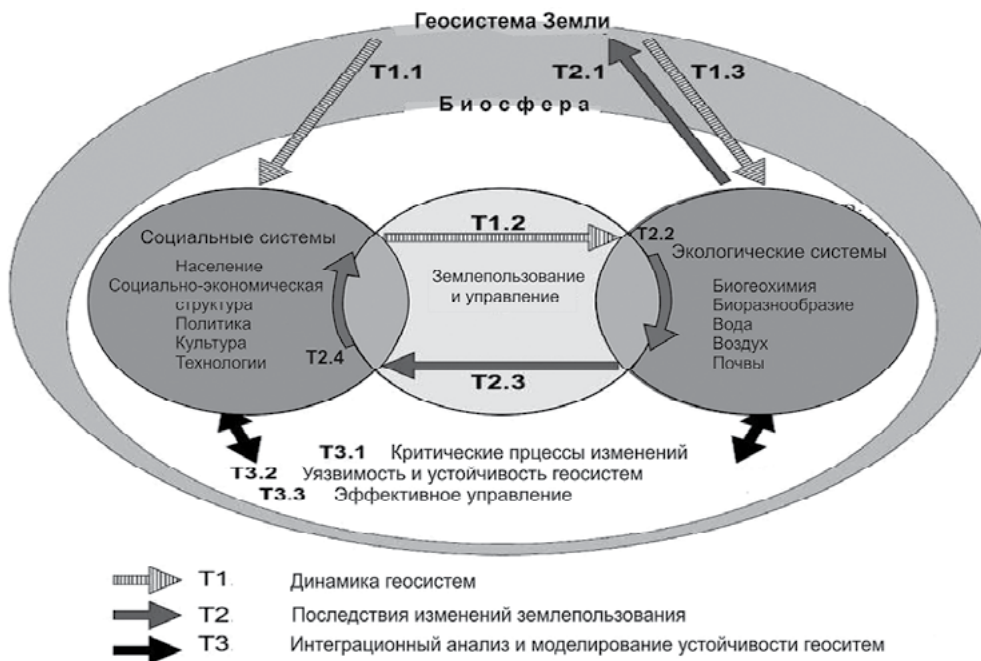 Геосистема Земли
T1.1
T2.1
T1.3
Биосфера
T1.2
T2.2
Социальные системы
Население
Социально-экономическая
структура
Политика
Культура
Технологии
T2.4
Землепользование
и управление
Экологические системы
Биогеохимия
Биоразнообразие
Вода
Воздух
Почвы
T2.3
T3.1 Критические прцессы изменений
T3.2 Уязвимость и устойчивость геосистем
T3.3 Эффективное управление
T1. Динамика геосистем
T2. Последствия изменений землепользования
T3. Интеграционный анализ и моделирование устойчивости геоситем